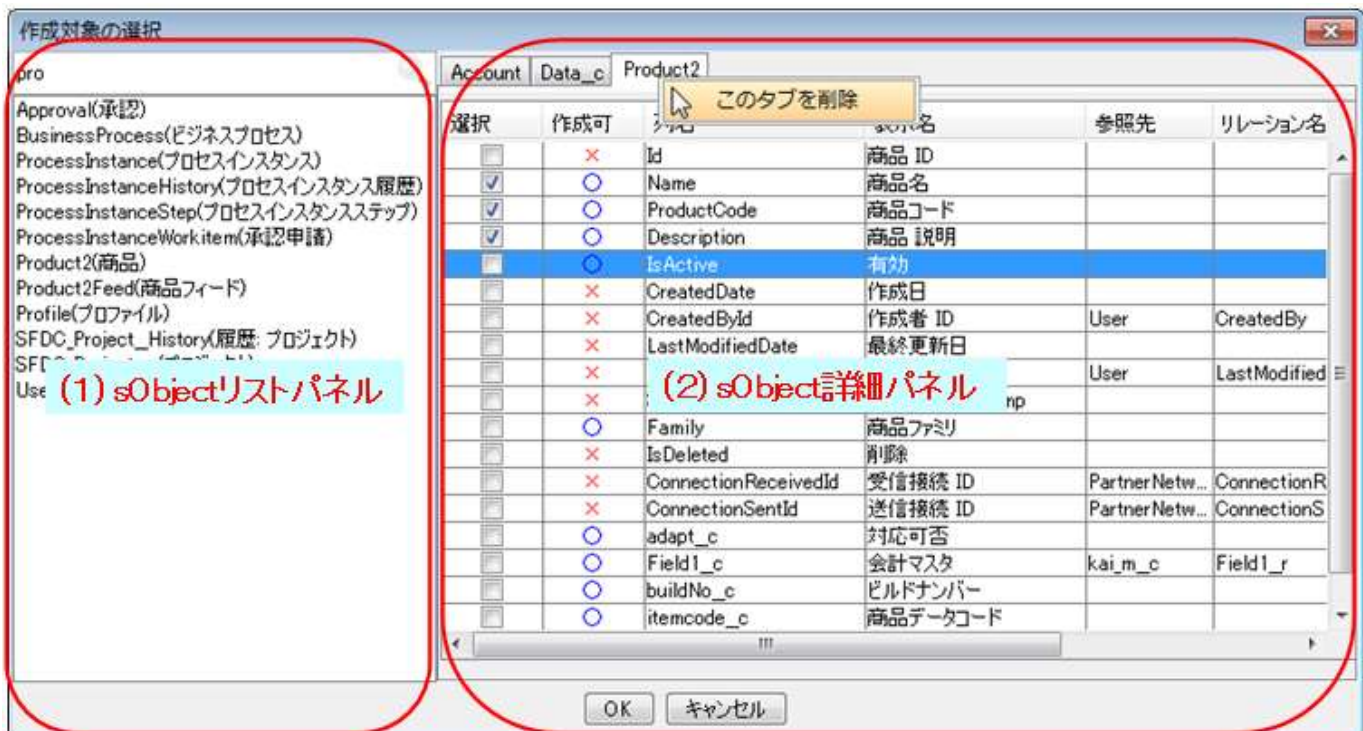 作成対象の選択
pro
Approval(承認)
BusinessProcess(ビジネスプロセス)
ProcessInstance(プロセスインスタンス)
ProcessInstanceHistory(プロセスインスタンス履歴)
ProcessInstanceStep(プロセスインスタンスステップ)
ProcessInstanceWorkitem(承認申請)
Product2(商品)
Product2Feed(商品フィード)
Profile(プロファイル)
SFDC_Project__History(履歴: プロジェクト)
(1) sObjectリストパネル
Account Data_c Product2
このタブを削除
選択 作成可 列名 表示名 参照先 リレーション名
× Id 商品 ID
○ Name 商品名
○ ProductCode 商品コード
○ Description 商品 説明
○ IsActive 有効
× CreatedDate 作成日
× CreatedById 作成者 ID User CreatedBy
× LastModifiedDate 最終更新日
× User LastModified
(2) sObject詳細パネル
× mp
○ Family 商品ファミリ
× IsDeleted 削除
× ConnectionReceivedId 受信接続 ID PartnerNetw... ConnectionR
× ConnectionSentId 送信接続 ID PartnerNetw... ConnectionS
○ adapt_c 対応可否
○ Field1_c 会計マスタ kai_m_c Field1_r
○ buildNo_c ビルドナンバー
○ itemcode_c 商品データコード
OK キャンセル